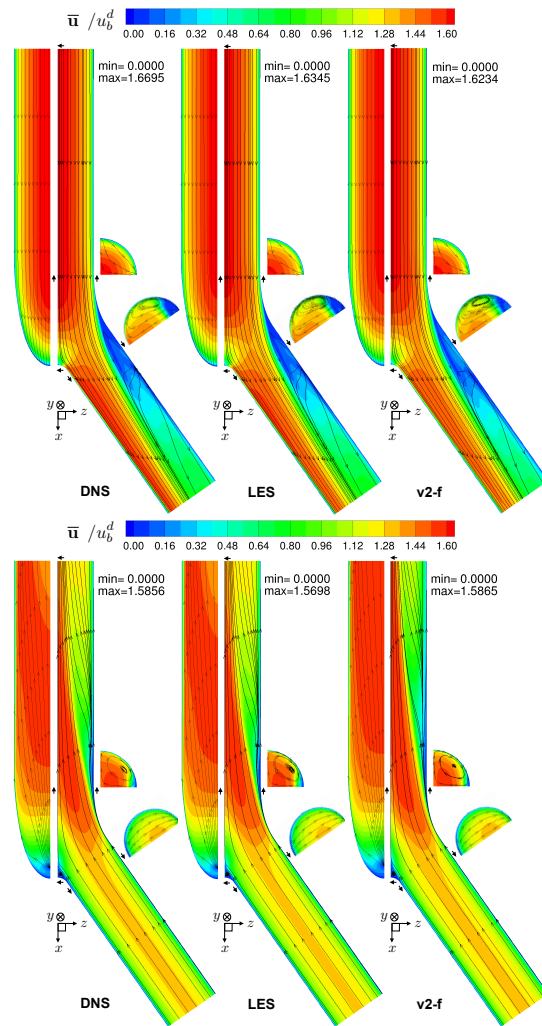 u̅ /u_b^d
0.00 0.16 0.32 0.48 0.64 0.80 0.96 1.12 1.28 1.44 1.60
min= 0.0000 min= 0.0000 min= 0.0000
max=1.6695 max=1.6345 max=1.6234
y z y z y z
x x x
DNS LES v2-f
u̅ /u_b^d
0.00 0.16 0.32 0.48 0.64 0.80 0.96 1.12 1.28 1.44 1.60
min= 0.0000 min= 0.0000 min= 0.0000
max=1.5856 max=1.5698 max=1.5865
y z y z y z
x x x
DNS LES v2-f